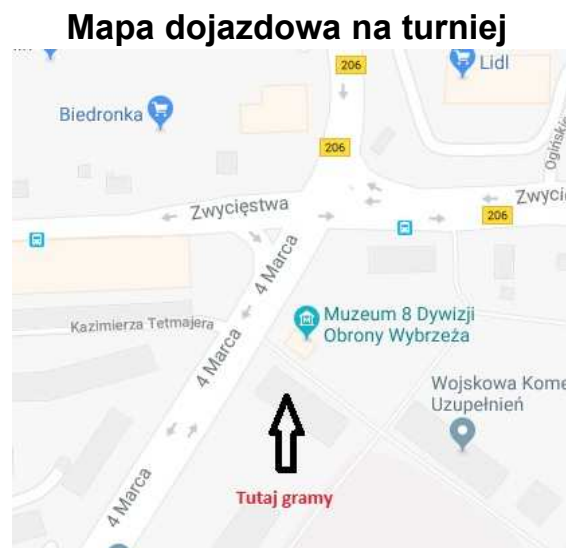 Mapa dojazdowa na turniej
206
Lidl
Biedronka
206
Ogińskie
Zwycięstwa
Zwycię
206
4 Marca
Muzeum 8 Dywizji
Obrony Wybrzeża
Kazimierza Tetmajera
4 Marca
Wojskowa Kome
Uzupełnień
4 Marca
Tutaj gramy